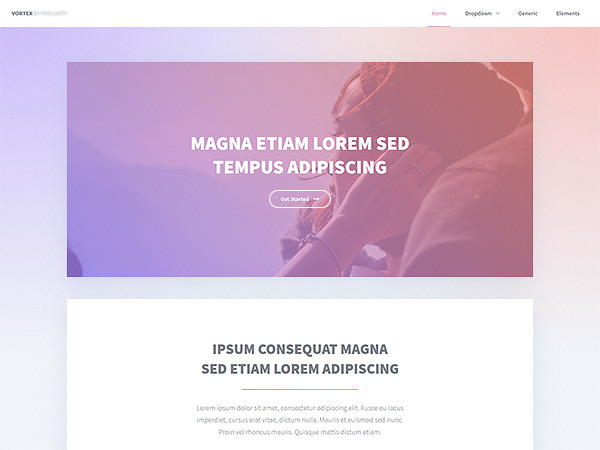 VORTEX
Home
Dropdown
Generic
Elements
MAGNA ETIAM LOREM SED
TEMPUS ADIPISCING
Get Started
IPSUM CONSEQUAT MAGNA
SED ETIAM LOREM ADIPISCING
Lorem ipsum dolor sit amet, consectetur adipiscing elit. Fusce eu lacus
imperdiet, cursus erat vitae, dictum nulla. Mauris et euismod sed nunc.
Proin vel rhoncus mauris. Quisque mattis dictum etiam.